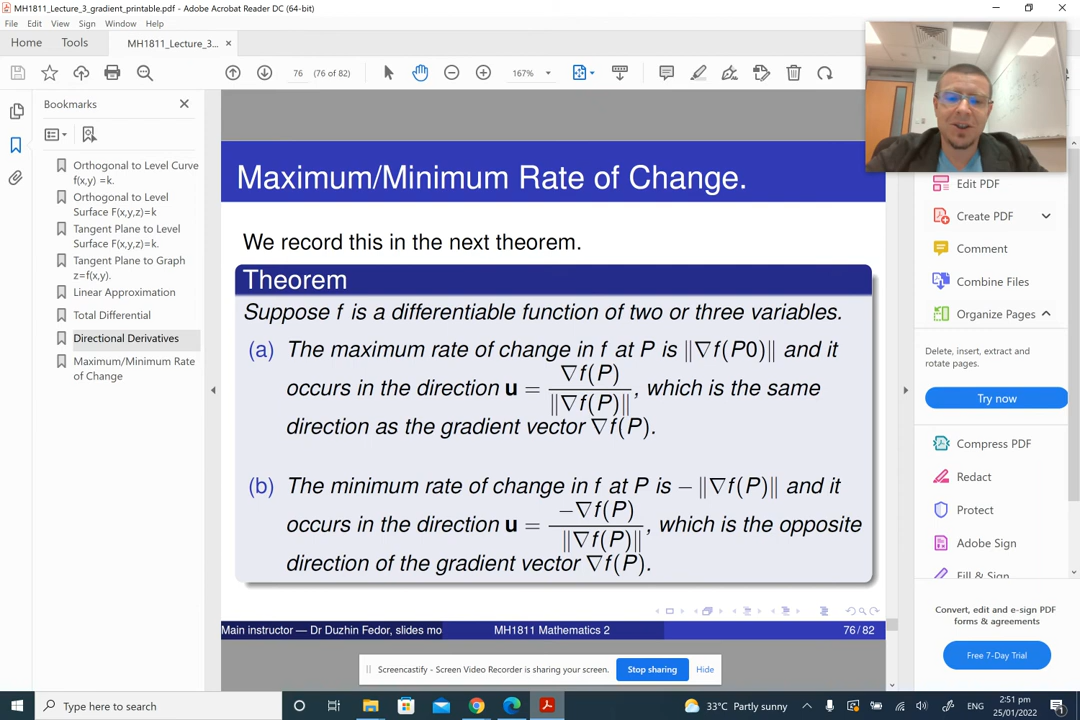 MH1811_Lecture_3_gradient_printable.pdf - Adobe Acrobat Reader DC (64-bit)
File Edit View Sign Window Help
Home Tools MH1811_Lecture_3... ×
76 (76 of 82) 167%
Bookmarks
Orthogonal to Level Curve
f(x,y) =k.
Orthogonal to Level
Surface F(x,y,z)=k
Tangent Plane to Level
Surface F(x,y,z)=k.
Tangent Plane to Graph
z=f(x,y).
Linear Approximation
Total Differential
Directional Derivatives
Maximum/Minimum Rate
of Change
Maximum/Minimum Rate of Change.
We record this in the next theorem.
Theorem
Suppose f is a differentiable function of two or three variables.
(a) The maximum rate of change in f at P is ‖∇f(P0)‖ and it
occurs in the direction u = ∇f(P) / ‖∇f(P)‖, which is the same
direction as the gradient vector ∇f(P).
(b) The minimum rate of change in f at P is −‖∇f(P)‖ and it
occurs in the direction u = −∇f(P) / ‖∇f(P)‖, which is the opposite
direction of the gradient vector ∇f(P).
Main instructor — Dr Duzhin Fedor, slides mo MH1811 Mathematics 2 76 / 82
Edit PDF
Create PDF
Comment
Combine Files
Organize Pages
Delete, insert, extract and
rotate pages.
Try now
Compress PDF
Redact
Protect
Adobe Sign
Fill & Sign
Convert, edit and e-sign PDF
forms & agreements
Free 7-Day Trial
Screencastify - Screen Video Recorder is sharing your screen. Stop sharing Hide
Type here to search
33°C Partly sunny ENG 2:51 pm
25/01/2022
1